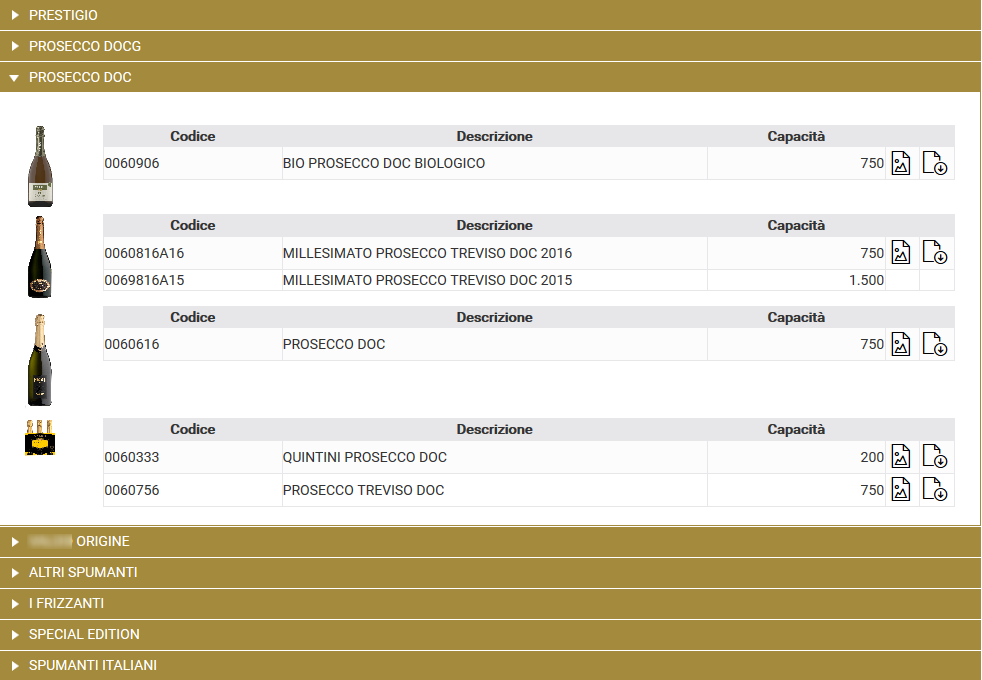 PRESTIGIO
PROSECCO DOCG
PROSECCO DOC
Codice Descrizione Capacità
0060906 BIO PROSECCO DOC BIOLOGICO 750
Codice Descrizione Capacità
0060816A16 MILLESIMATO PROSECCO TREVISO DOC 2016 750
0069816A15 MILLESIMATO PROSECCO TREVISO DOC 2015 1.500
Codice Descrizione Capacità
0060616 PROSECCO DOC 750
Codice Descrizione Capacità
0060333 QUINTINI PROSECCO DOC 200
0060756 PROSECCO TREVISO DOC 750
ORIGINE
ALTRI SPUMANTI
I FRIZZANTI
SPECIAL EDITION
SPUMANTI ITALIANI